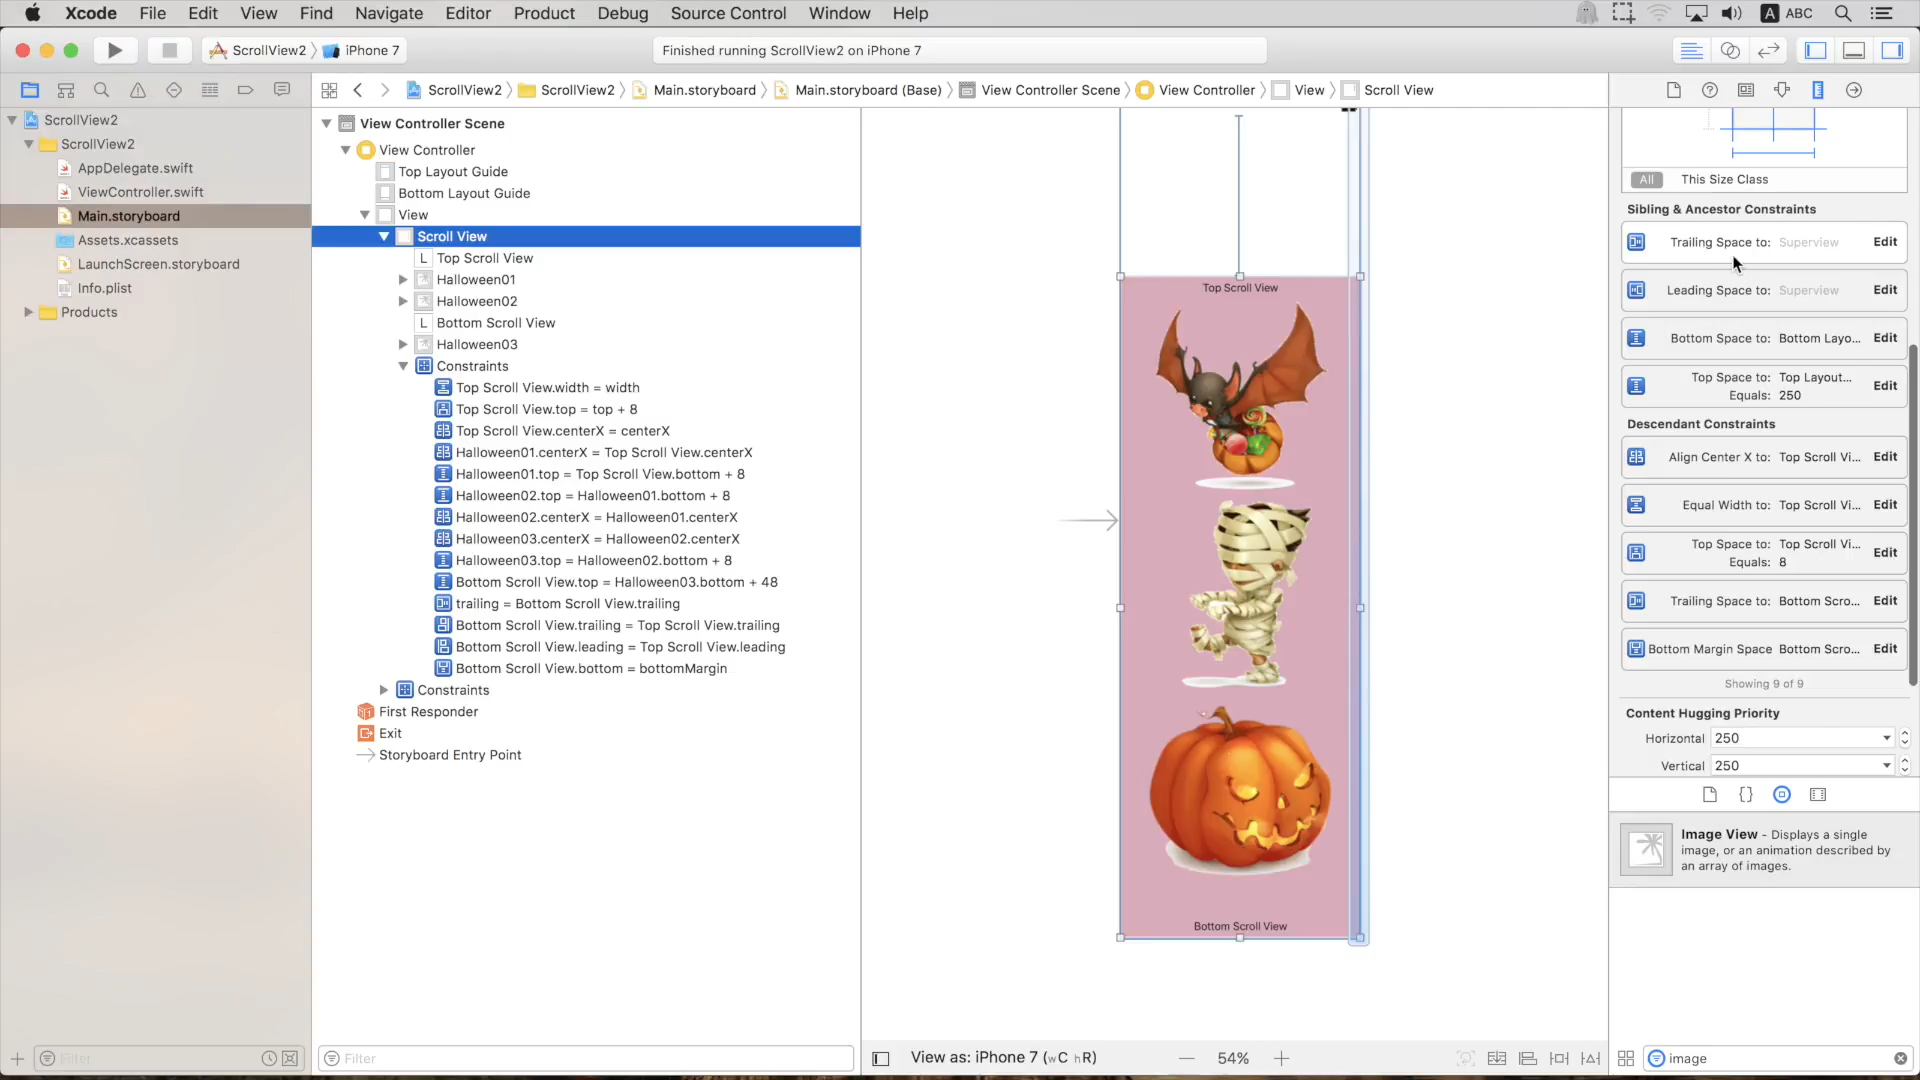 Xcode File Edit View Find Navigate Editor Product Debug Source Control Window Help A ABC
ScrollView2 iPhone 7 Finished running ScrollView2 on iPhone 7
ScrollView2 ScrollView2 Main.storyboard Main.storyboard (Base) View Controller Scene View Controller View Scroll View
ScrollView2
ScrollView2
AppDelegate.swift
ViewController.swift
Main.storyboard
Assets.xcassets
LaunchScreen.storyboard
Info.plist
Products
Filter
View Controller Scene
View Controller
Top Layout Guide
Bottom Layout Guide
View
Scroll View
L Top Scroll View
Halloween01
Halloween02
L Bottom Scroll View
Halloween03
Constraints
Top Scroll View.width = width
Top Scroll View.top = top + 8
Top Scroll View.centerX = centerX
Halloween01.centerX = Top Scroll View.centerX
Halloween01.top = Top Scroll View.bottom + 8
Halloween02.top = Halloween01.bottom + 8
Halloween02.centerX = Halloween01.centerX
Halloween03.centerX = Halloween02.centerX
Halloween03.top = Halloween02.bottom + 8
Bottom Scroll View.top = Halloween03.bottom + 48
trailing = Bottom Scroll View.trailing
Bottom Scroll View.trailing = Top Scroll View.trailing
Bottom Scroll View.leading = Top Scroll View.leading
Bottom Scroll View.bottom = bottomMargin
Constraints
First Responder
Exit
Storyboard Entry Point
Filter
Top Scroll View
Bottom Scroll View
View as: iPhone 7 (wC hR) 54%
All This Size Class
Sibling & Ancestor Constraints
Trailing Space to: Superview Edit
Leading Space to: Superview Edit
Bottom Space to: Bottom Layo... Edit
Top Space to: Top Layout... Edit
Equals: 250
Descendant Constraints
Align Center X to: Top Scroll Vi... Edit
Equal Width to: Top Scroll Vi... Edit
Top Space to: Top Scroll Vi... Edit
Equals: 8
Trailing Space to: Bottom Scro... Edit
Bottom Margin Space Bottom Scro... Edit
Showing 9 of 9
Content Hugging Priority
Horizontal 250
Vertical 250
Image View - Displays a single
image, or an animation described by
an array of images.
image